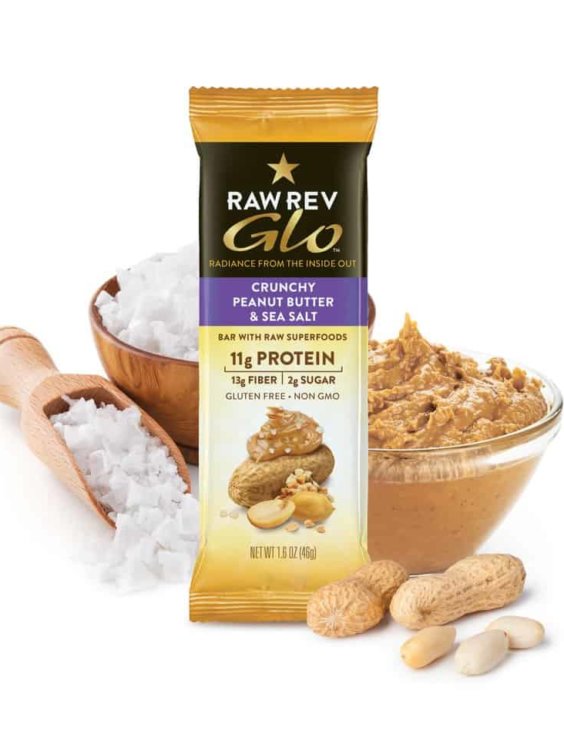 RAW REV
Glo™
RADIANCE FROM THE INSIDE OUT
CRUNCHY
PEANUT BUTTER
& SEA SALT
BAR WITH RAW SUPERFOODS
11g PROTEIN
13g FIBER | 2g SUGAR
GLUTEN FREE • NON GMO
NET WT 1.6 OZ (46g)